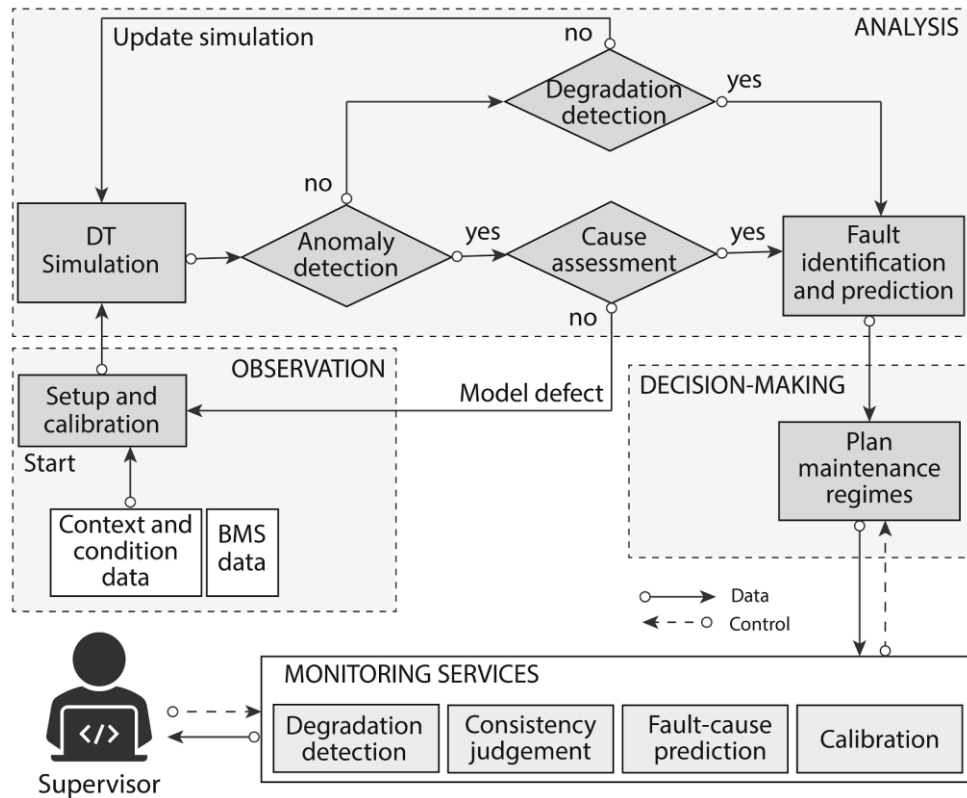 Update simulation
no
ANALYSIS
Degradation
detection
yes
no
DT
Simulation
Anomaly
detection
yes
Cause
assessment
yes
Fault
identification
and prediction
no
OBSERVATION
Setup and
calibration
Model defect
DECISION-MAKING
Start
Plan
maintenance
regimes
Context and
condition
data
BMS
data
Data
Control
MONITORING SERVICES
Degradation
detection
Consistency
judgement
Fault-cause
prediction
Calibration
</>
Supervisor